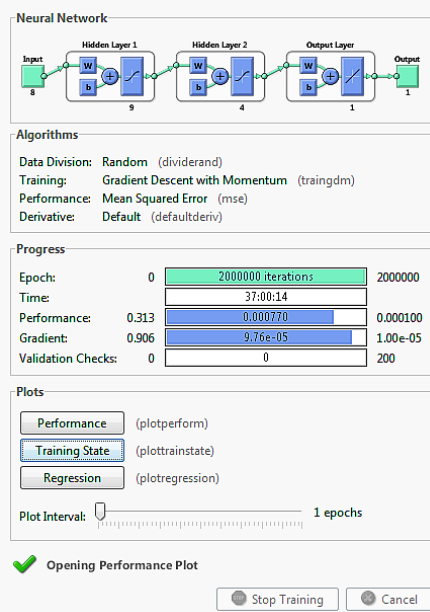 Neural Network
Hidden Layer 1 Hidden Layer 2 Output Layer
Input Output
W W W
+ + +
b b b
8 9 4 1 1
Algorithms
Data Division: Random (dividerand)
Training: Gradient Descent with Momentum (traingdm)
Performance: Mean Squared Error (mse)
Derivative: Default (defaultderiv)
Progress
Epoch: 0 2000000 iterations 2000000
Time: 37:00:14
Performance: 0.313 0.000770 0.000100
Gradient: 0.906 9.76e-05 1.00e-05
Validation Checks: 0 0 200
Plots
Performance (plotperform)
Training State (plottrainstate)
Regression (plotregression)
Plot Interval: 1 epochs
Opening Performance Plot
Stop Training Cancel